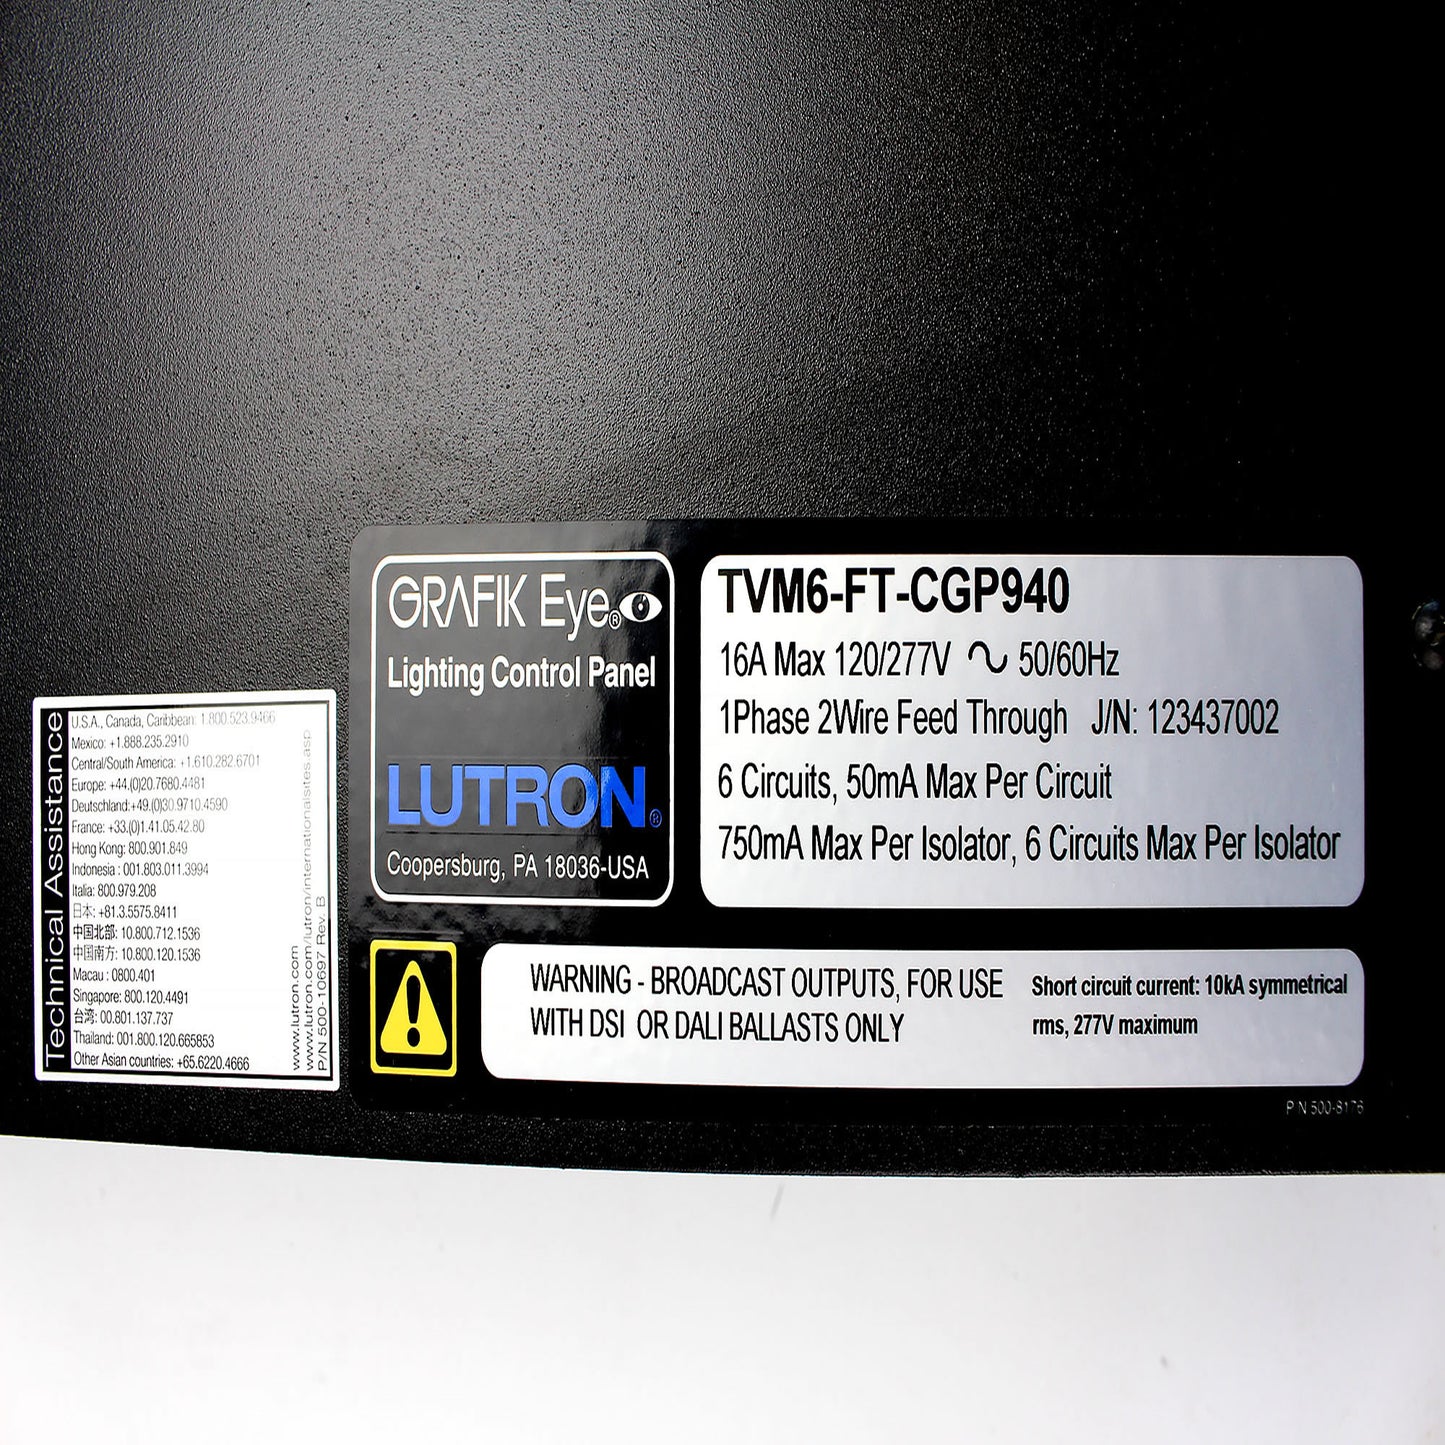 Technical Assistance
U.S.A., Canada, Caribbean: 1.800.523.9466
Mexico: +1.888.235.2910
Central/South America: +1.610.282.6701
Europe: +44.(0)20.7680.4481
Deutschland:+49.(0)30.9710.4590
France: +33.(0)1.41.05.42.80
Hong Kong: 800.901.849
Indonesia : 001.803.011.3994
Italia: 800.979.208
日本: +81.3.5575.8411
中国北部: 10.800.712.1536
中国南方: 10.800.120.1536
Macau : 0800.401
Singapore: 800.120.4491
台湾: 00.801.137.737
Thailand: 001.800.120.665853
Other Asian countries: +65.6220.4666
www.lutron.com
www.lutron.com/lutron/internationalsites.asp
P/N 500-10697 Rev. B
GRAFIK Eye®
Lighting Control Panel
LUTRON®
Coopersburg, PA 18036-USA
TVM6-FT-CGP940
16A Max 120/277V ∿ 50/60Hz
1Phase 2Wire Feed Through J/N: 123437002
6 Circuits, 50mA Max Per Circuit
750mA Max Per Isolator, 6 Circuits Max Per Isolator
WARNING - BROADCAST OUTPUTS, FOR USE
WITH DSI OR DALI BALLASTS ONLY
Short circuit current: 10kA symmetrical
rms, 277V maximum
P/N 500-8176